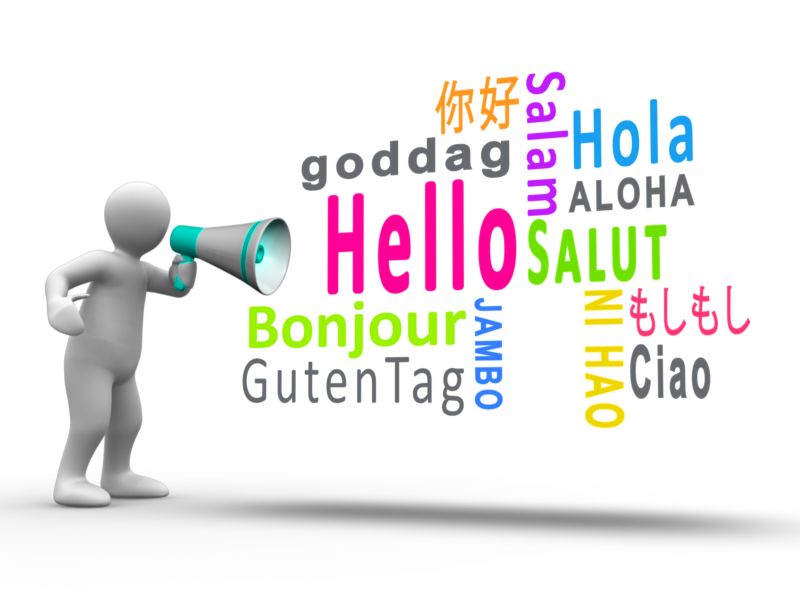 你好
Salam
Hola
goddag
ALOHA
Hello
SALUT
Bonjour
JAMBO
NI HAO
もしもし
GutenTag
Ciao